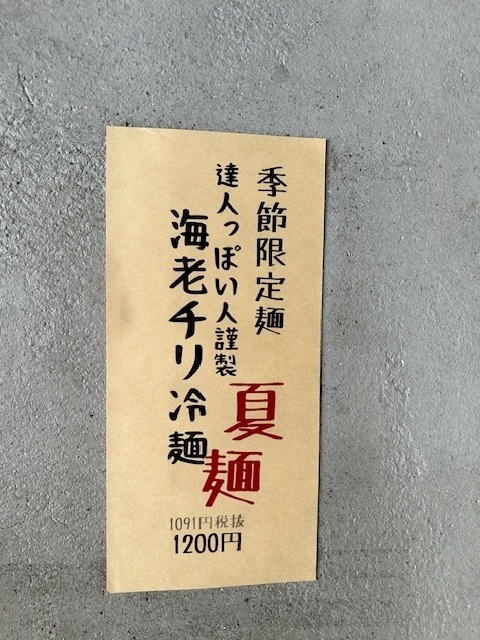 季節限定麺
達人っぽい人謹製
海老チリ冷麺
夏麺
1091円税抜
1200円